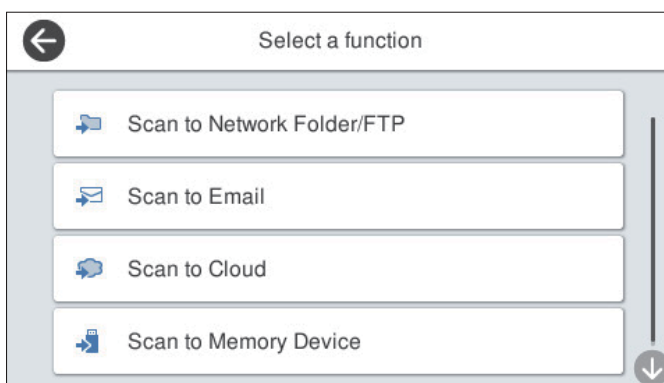 Select a function
Scan to Network Folder/FTP
Scan to Email
Scan to Cloud
Scan to Memory Device